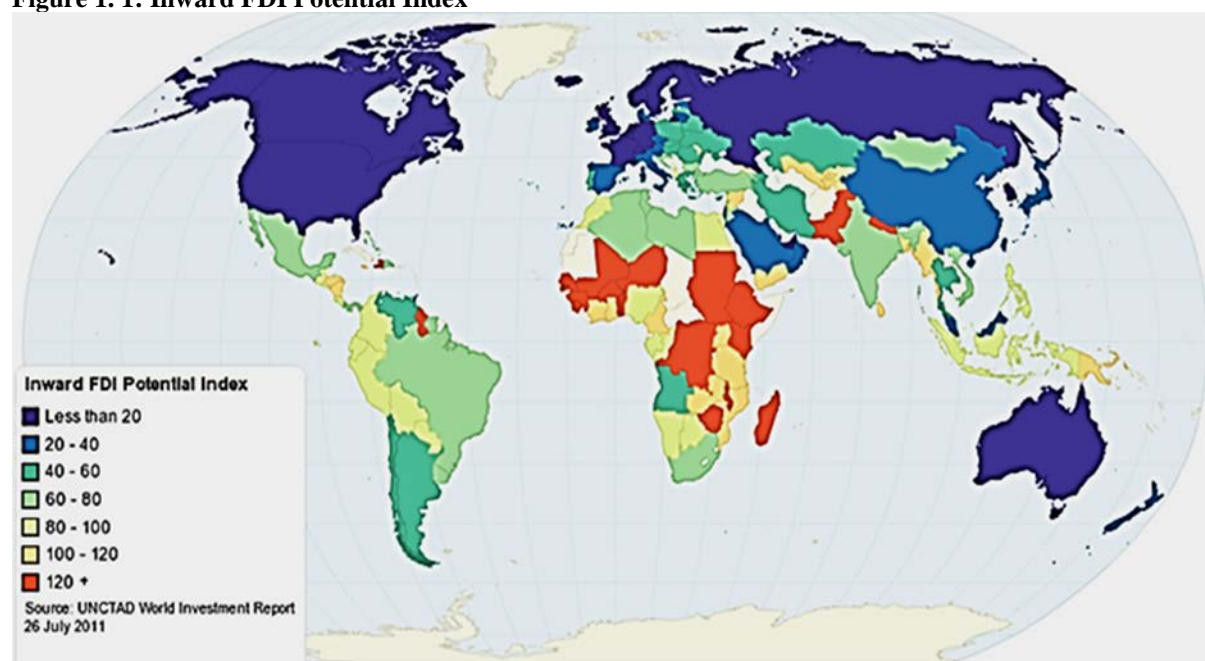 Figure 1. 1: Inward FDI Potential Index
Inward FDI Potential Index
Less than 20
20 - 40
40 - 60
60 - 80
80 - 100
100 - 120
120 +
Source: UNCTAD World Investment Report
26 July 2011